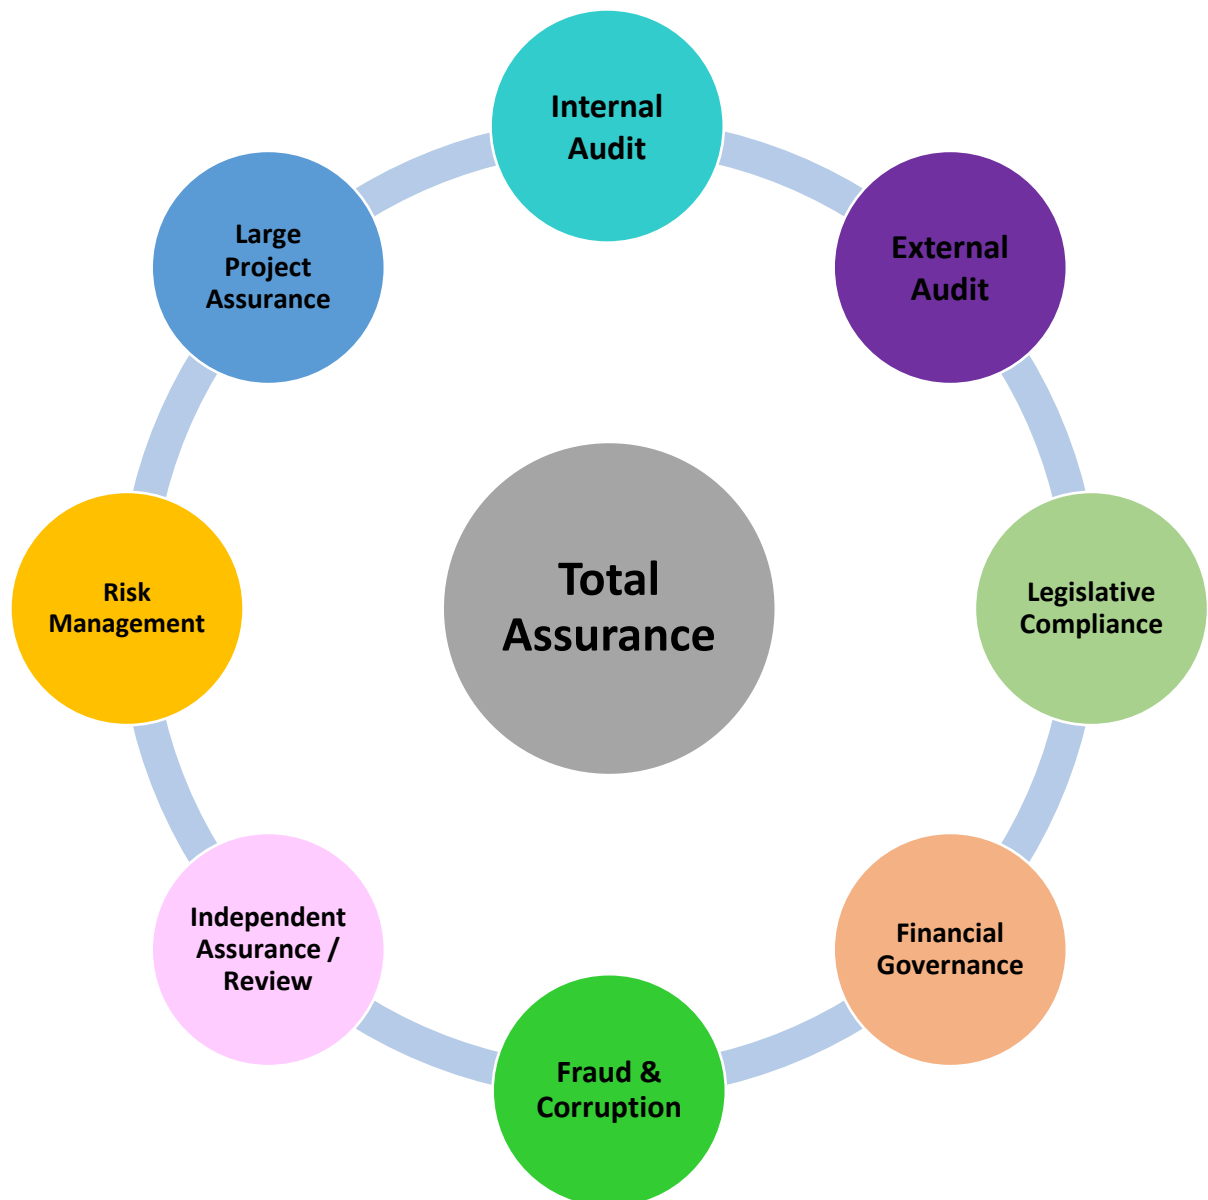 Internal
Audit
External
Audit
Legislative
Compliance
Financial
Governance
Fraud &
Corruption
Independent
Assurance /
Review
Risk
Management
Large
Project
Assurance
Total
Assurance